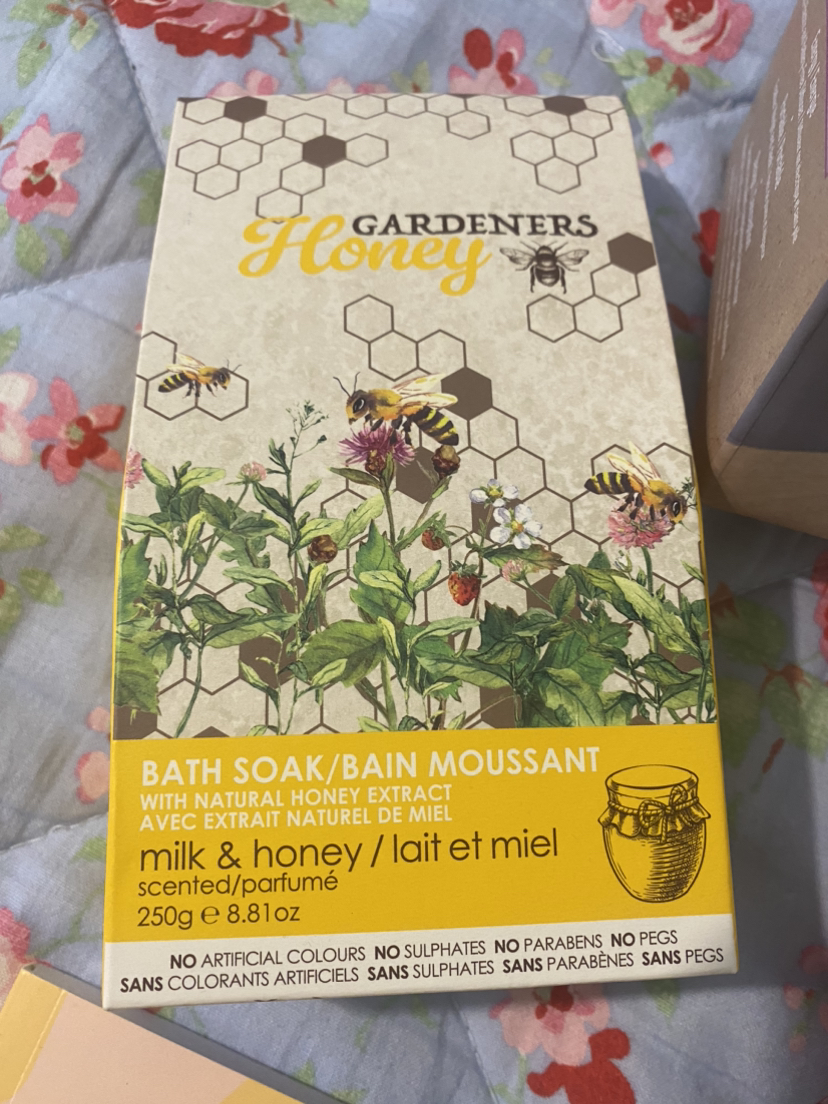 GARDENERS
Honey
BATH SOAK/BAIN MOUSSANT
WITH NATURAL HONEY EXTRACT
AVEC EXTRAIT NATUREL DE MIEL
milk & honey / lait et miel
scented/parfumé
250g ℮ 8.81oz
NO ARTIFICIAL COLOURS NO SULPHATES NO PARABENS NO PEGS
SANS COLORANTS ARTIFICIELS SANS SULPHATES SANS PARABÈNES SANS PEGS